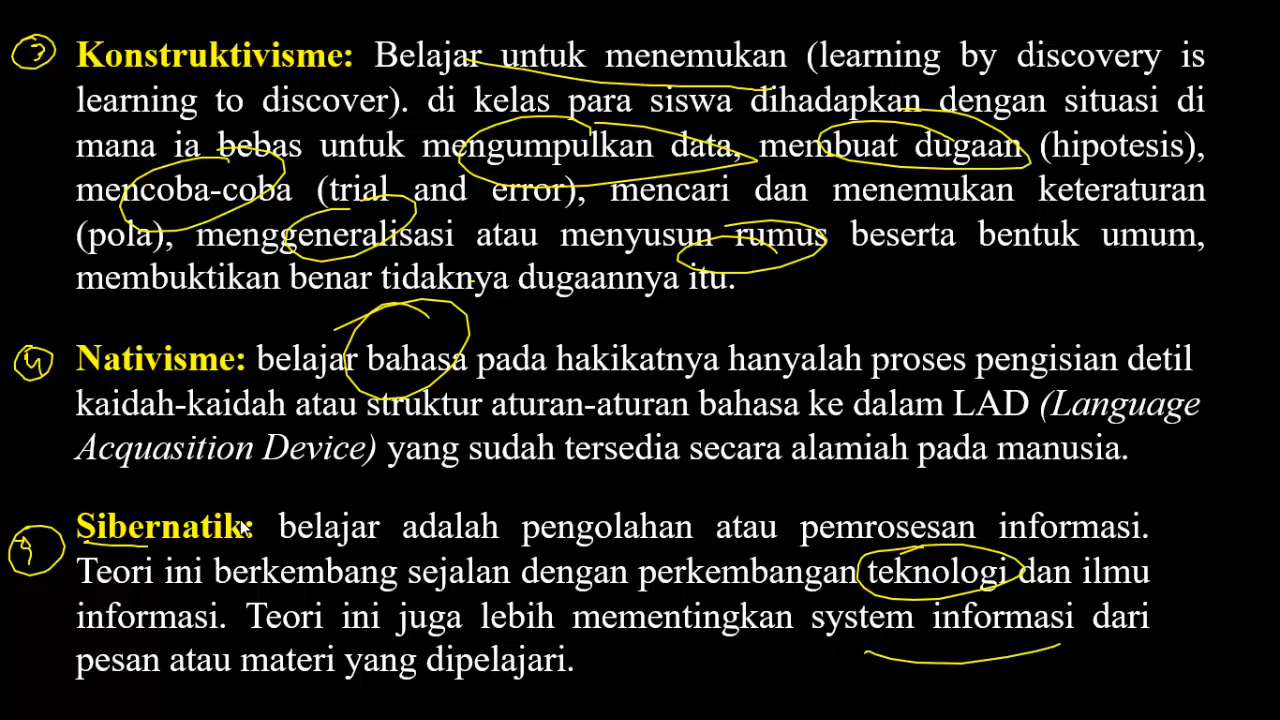 3 Konstruktivisme: Belajar untuk menemukan (learning by discovery is
learning to discover). di kelas para siswa dihadapkan dengan situasi di
mana ia bebas untuk mengumpulkan data, membuat dugaan (hipotesis),
mencoba-coba (trial and error), mencari dan menemukan keteraturan
(pola), menggeneralisasi atau menyusun rumus beserta bentuk umum,
membuktikan benar tidaknya dugaannya itu.
4 Nativisme: belajar bahasa pada hakikatnya hanyalah proses pengisian detil
kaidah-kaidah atau struktur aturan-aturan bahasa ke dalam LAD (Language
Acquasition Device) yang sudah tersedia secara alamiah pada manusia.
Sibernatik: belajar adalah pengolahan atau pemrosesan informasi.
Teori ini berkembang sejalan dengan perkembangan teknologi dan ilmu
informasi. Teori ini juga lebih mementingkan system informasi dari
pesan atau materi yang dipelajari.